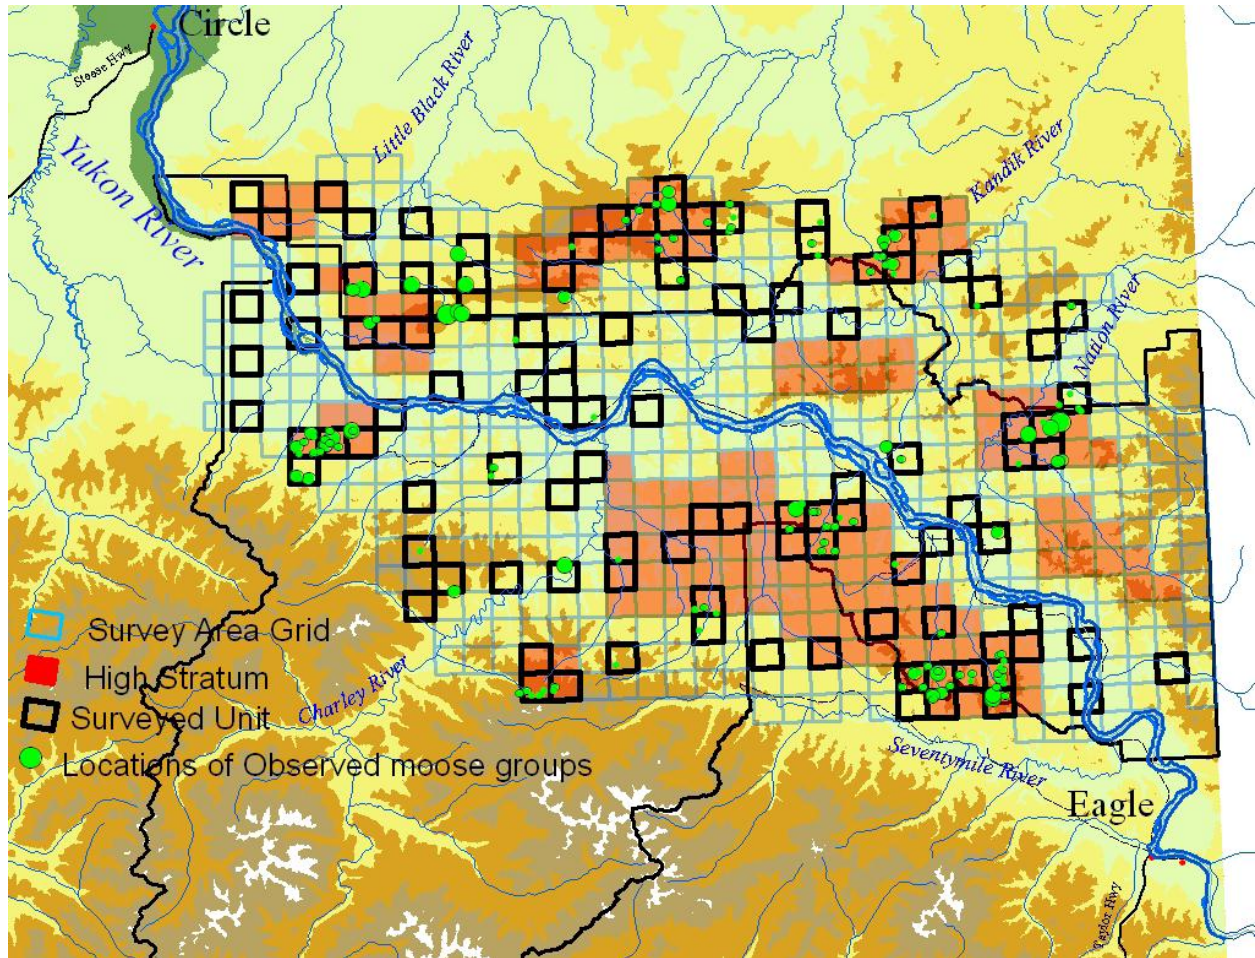 Circle
Steese Hwy
Little Black River
Yukon River
Kandik River
Nation River
Survey Area Grid
High Stratum
Surveyed Unit
Locations of Observed moose groups
Charley River
Seventymile River
Eagle
Taylor Hwy